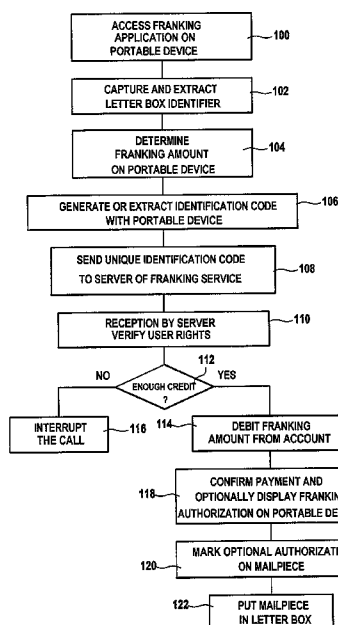 ACCESS FRANKING
APPLICATION ON
PORTABLE DEVICE
100
CAPTURE AND EXTRACT
LETTER BOX IDENTIFIER
102
DETERMINE
FRANKING AMOUNT
ON PORTABLE DEVICE
104
GENERATE OR EXTRACT IDENTIFICATION CODE
WITH PORTABLE DEVICE
106
SEND UNIQUE IDENTIFICATION CODE
TO SERVER OF FRANKING SERVICE
108
RECEPTION BY SERVER
VERIFY USER RIGHTS
110
112
NO
ENOUGH CREDIT
?
YES
INTERRUPT
THE CALL
116
114
DEBIT FRANKING
AMOUNT FROM ACCOUNT
118
CONFIRM PAYMENT AND
OPTIONALLY DISPLAY FRANKIN
AUTHORIZATION ON PORTABLE DE
120
MARK OPTIONAL AUTHORIZAT
ON MAILPIECE
122
PUT MAILPIECE
IN LETTER BOX